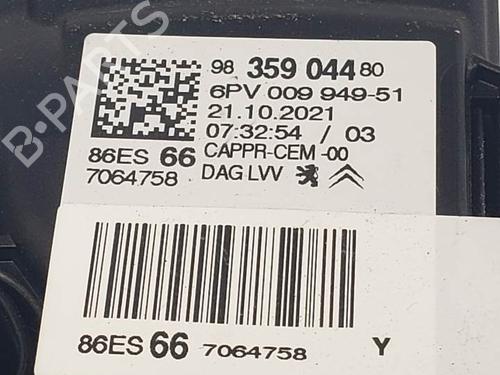 B-PARTS
98 359 044 80
6PV 009 949-51
21.10.2021
07:32:54 / 03
86ES 66 CAPPR-CEM -00
7064758 DAG LVV
86ES 66 7064758 Y